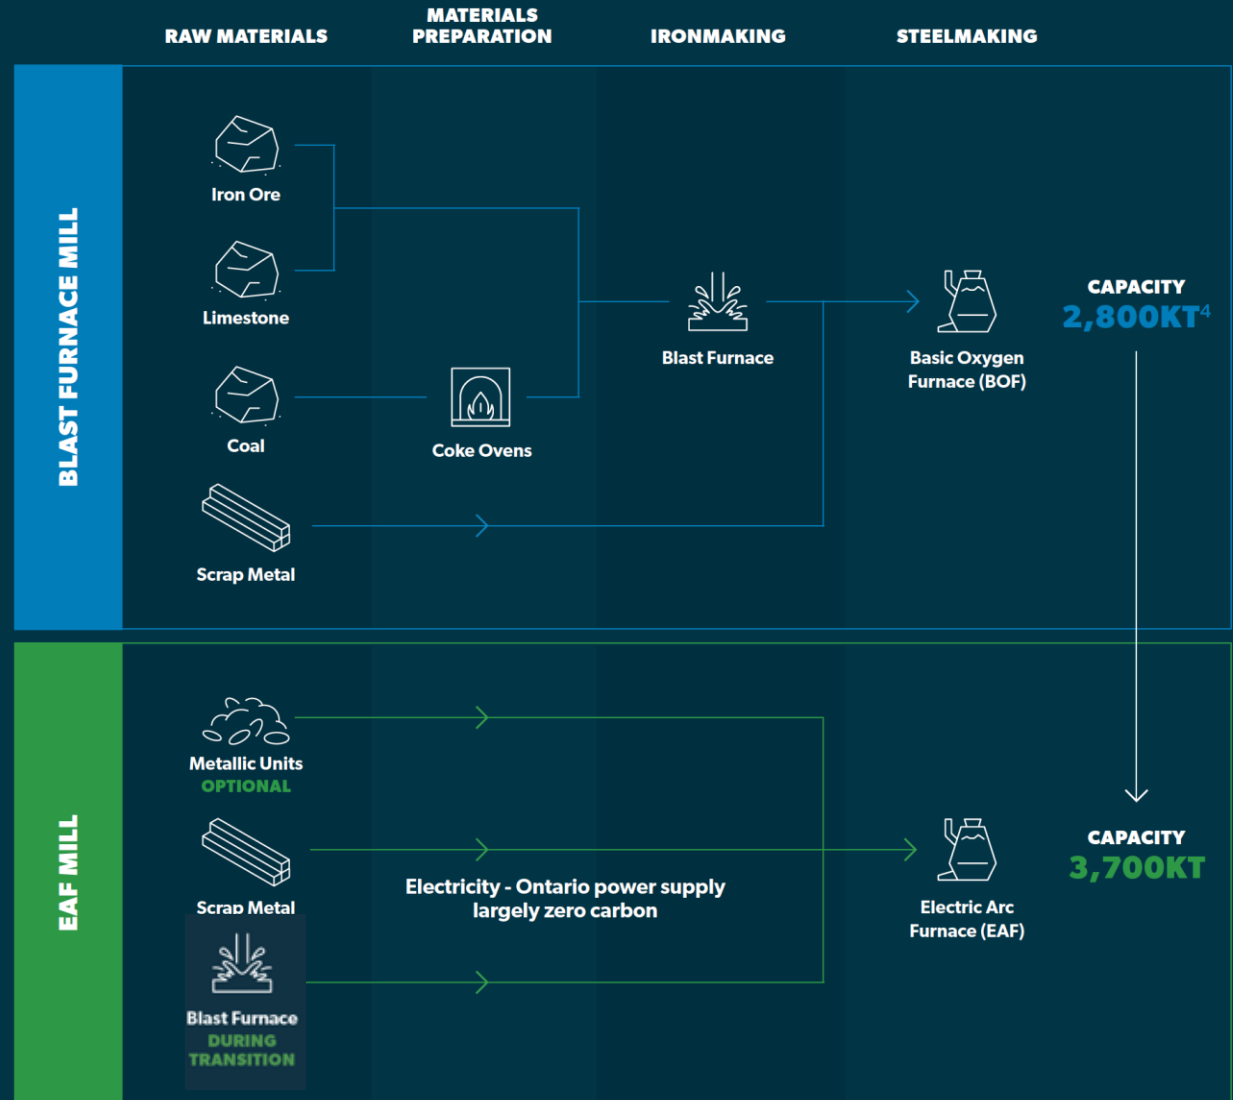 RAW MATERIALS
MATERIALS
PREPARATION
IRONMAKING
STEELMAKING
BLAST FURNACE MILL
Iron Ore
Limestone
Coal
Coke Ovens
Scrap Metal
Blast Furnace
Basic Oxygen
Furnace (BOF)
CAPACITY
2,800KT⁴
EAF MILL
Metallic Units
OPTIONAL
Scrap Metal
Electricity - Ontario power supply
largely zero carbon
Blast Furnace
DURING
TRANSITION
Electric Arc
Furnace (EAF)
CAPACITY
3,700KT